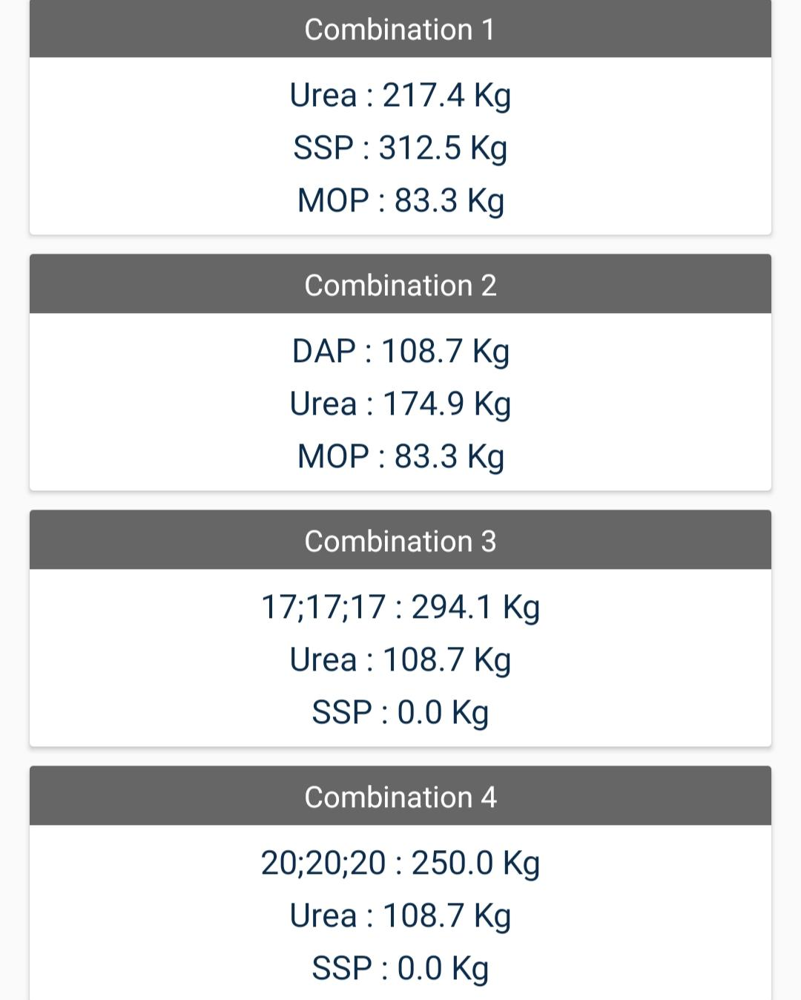 Combination 1
Urea : 217.4 Kg
SSP : 312.5 Kg
MOP : 83.3 Kg
Combination 2
DAP : 108.7 Kg
Urea : 174.9 Kg
MOP : 83.3 Kg
Combination 3
17;17;17 : 294.1 Kg
Urea : 108.7 Kg
SSP : 0.0 Kg
Combination 4
20;20;20 : 250.0 Kg
Urea : 108.7 Kg
SSP : 0.0 Kg